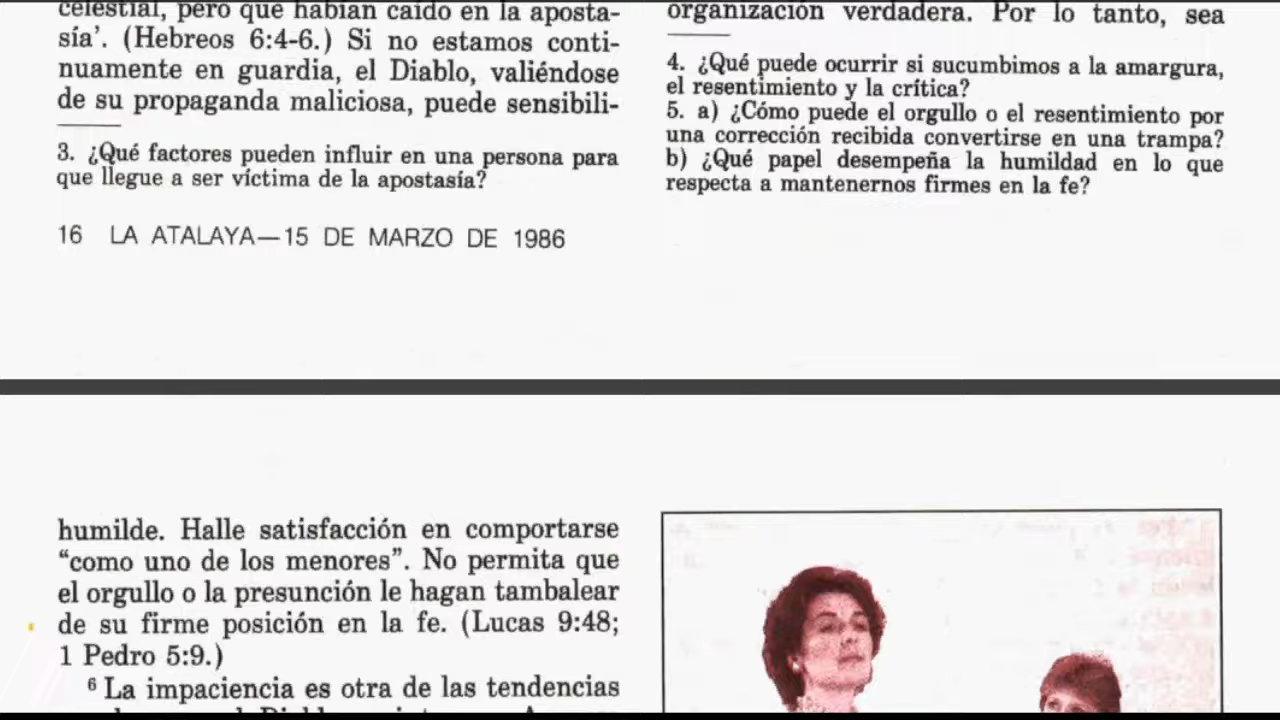 celestial, pero que habían caído en la aposta-
sía’. (Hebreos 6:4-6.) Si no estamos conti-
nuamente en guardia, el Diablo, valiéndose
de su propaganda maliciosa, puede sensibili-
3. ¿Qué factores pueden influir en una persona para
que llegue a ser víctima de la apostasía?
16 LA ATALAYA—15 DE MARZO DE 1986
organización verdadera. Por lo tanto, sea
4. ¿Qué puede ocurrir si sucumbimos a la amargura,
el resentimiento y la crítica?
5. a) ¿Cómo puede el orgullo o el resentimiento por
una corrección recibida convertirse en una trampa?
b) ¿Qué papel desempeña la humildad en lo que
respecta a mantenernos firmes en la fe?
humilde. Halle satisfacción en comportarse
“como uno de los menores”. No permita que
el orgullo o la presunción le hagan tambalear
de su firme posición en la fe. (Lucas 9:48;
1 Pedro 5:9.)
⁶ La impaciencia es otra de las tendencias